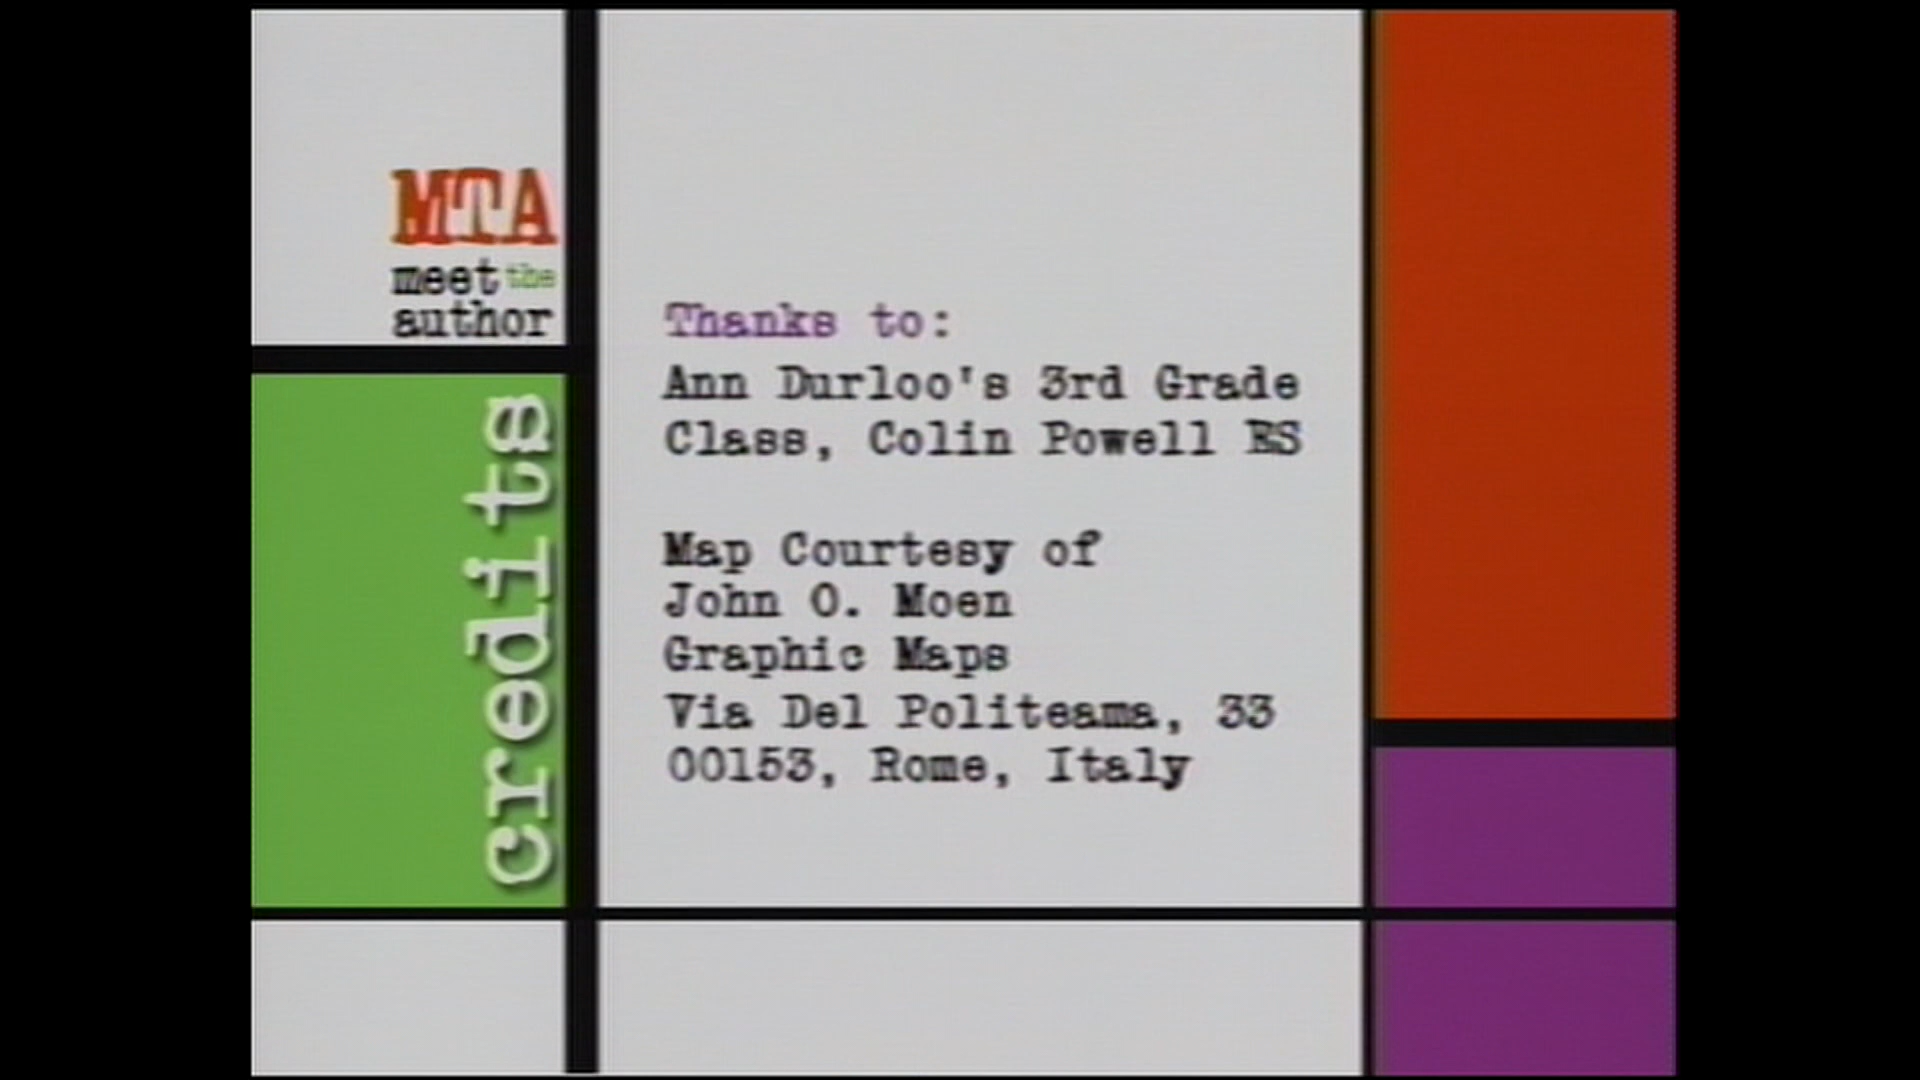 MTA
meet the
author
credits
Thanks to:
Ann Durloo's 3rd Grade
Class, Colin Powell ES
Map Courtesy of
John O. Moen
Graphic Maps
Via Del Politeama, 33
00153, Rome, Italy